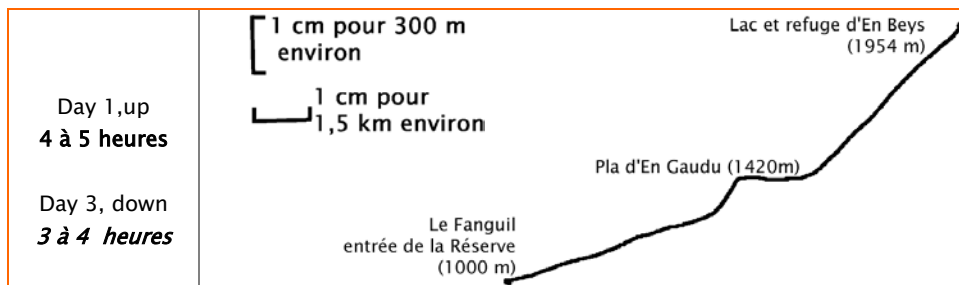 Day 1,up
4 à 5 heures
Day 3, down
3 à 4 heures
1 cm pour 300 m
environ
1 cm pour
1,5 km environ
Lac et refuge d'En Beys
(1954 m)
Pla d'En Gaudu (1420m)
Le Fanguil
entrée de la Réserve
(1000 m)